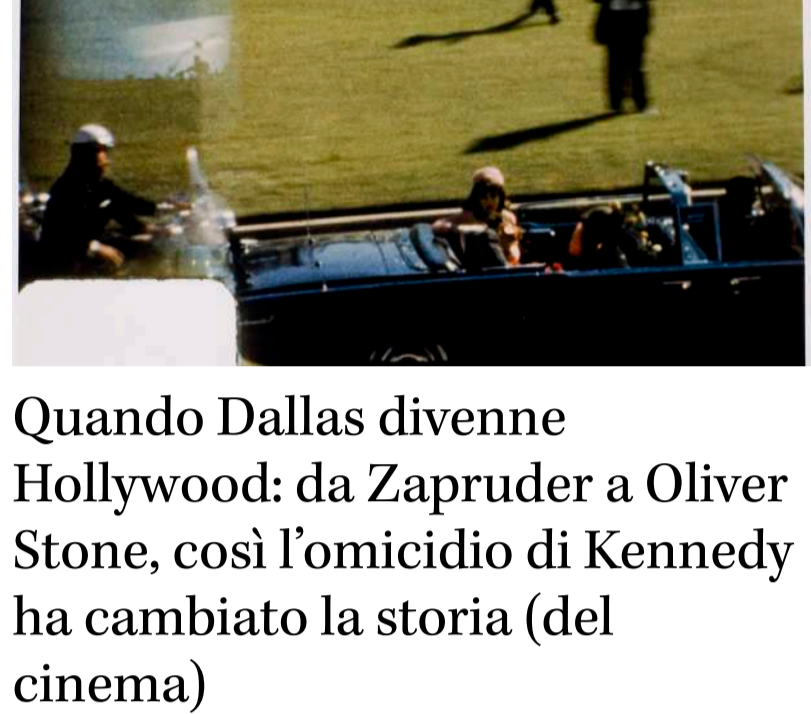 Quando Dallas divenne
Hollywood: da Zapruder a Oliver
Stone, così l’omicidio di Kennedy
ha cambiato la storia (del
cinema)